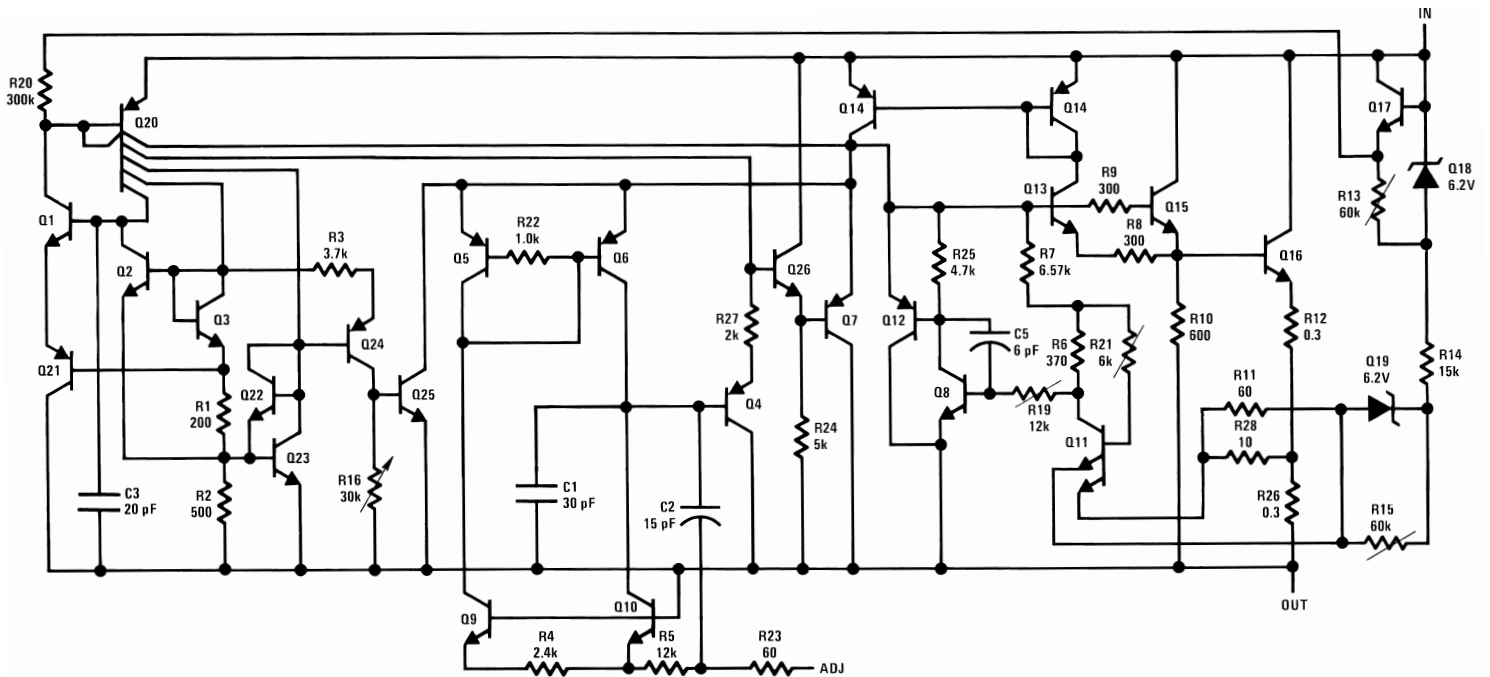 IN
R20
300k
Q20
Q14
Q14
Q17
Q18
6.2V
R13
60k
Q1
Q2
Q3
R3
3.7k
Q5
R22
1.0k
Q6
Q26
R27
2k
Q7
Q12
R25
4.7k
Q13
R9
300
R8
300
Q15
R7
6.57k
Q16
R10
600
R12
0.3
Q21
R1
200
Q22
Q24
Q25
Q23
R2
500
R16
30k
C3
20 pF
C1
30 pF
C2
15 pF
Q4
R24
5k
C5
6 pF
Q8
R19
12k
R6
370
R21
6k
Q11
R11
60
R28
10
Q19
6.2V
R14
15k
R26
0.3
R15
60k
OUT
Q9
Q10
R4
2.4k
R5
12k
R23
60
ADJ